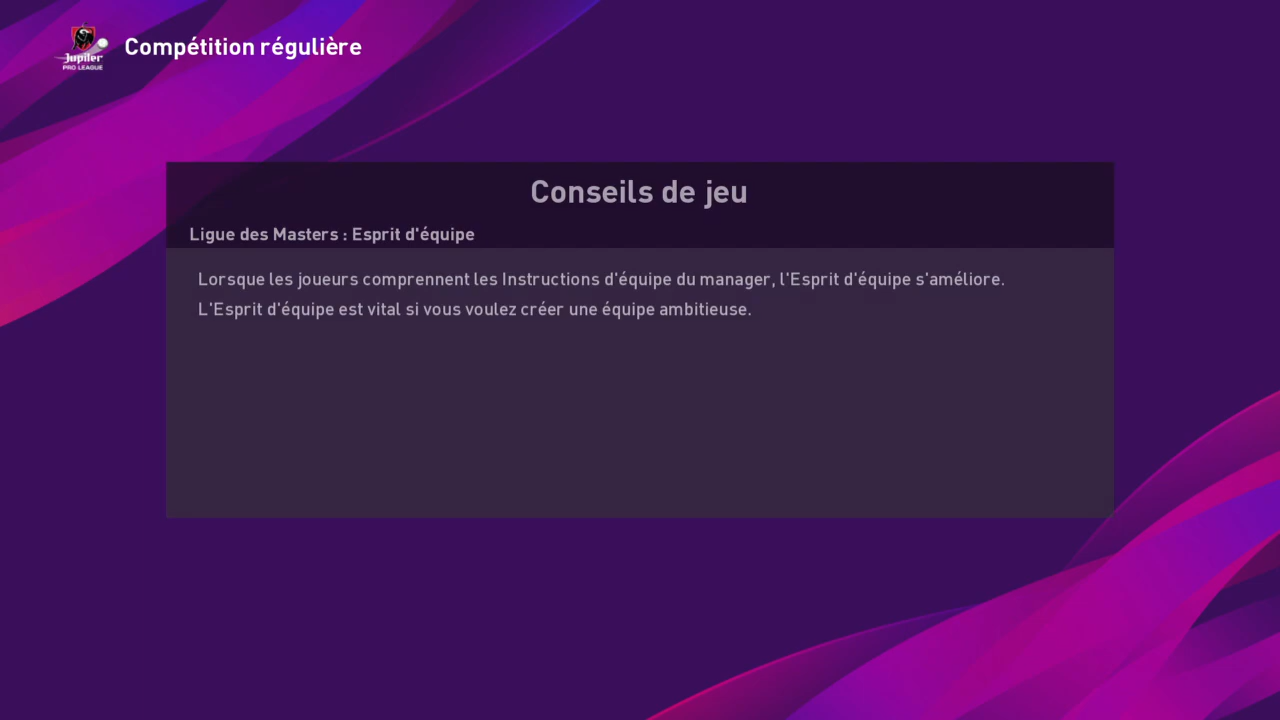 Jupiler
PRO LEAGUE
Compétition régulière
Conseils de jeu
Ligue des Masters : Esprit d'équipe
Lorsque les joueurs comprennent les Instructions d'équipe du manager, l'Esprit d'équipe s'améliore.
L'Esprit d'équipe est vital si vous voulez créer une équipe ambitieuse.